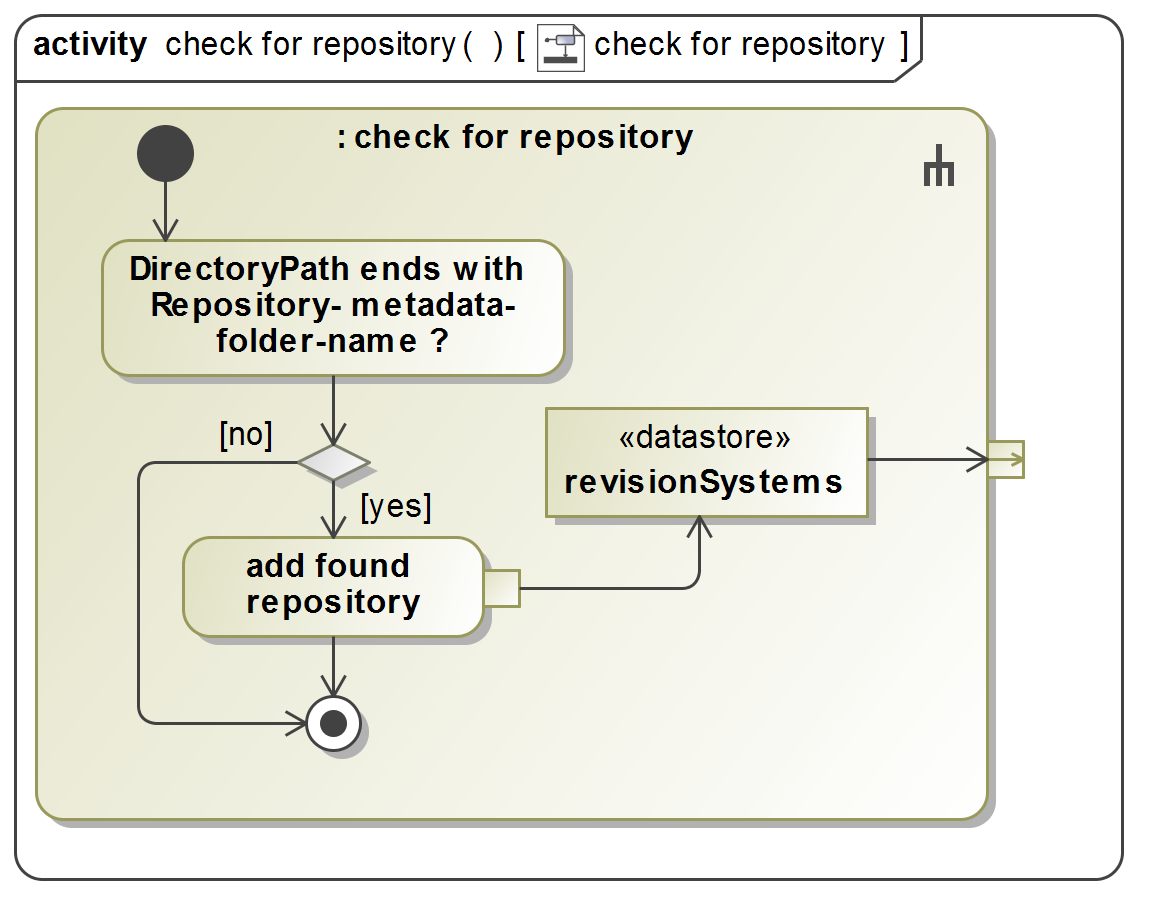 activity check for repository ( ) [ check for repository ]
: check for repository
DirectoryPath ends with
Repository- metadata-
folder-name ?
[no]
[yes]
«datastore»
revisionSystems
add found
repository